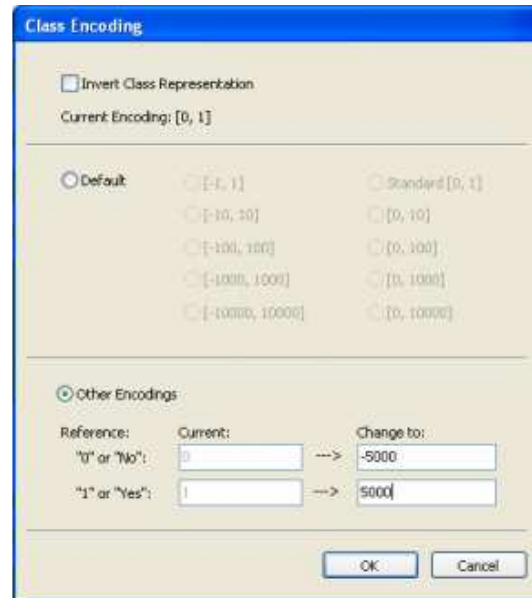 Class Encoding
Invert Class Representation
Current Encoding: [0, 1]
Default [-1, 1] Standard [0, 1]
[-10, 10] [0, 10]
[-100, 100] [0, 100]
[-1000, 1000] [0, 1000]
[-10000, 10000] [0, 10000]
Other Encodings
Reference: Current: Change to:
"0" or "No": 0 ---> -5000
"1" or "Yes": 1 ---> 5000
OK Cancel